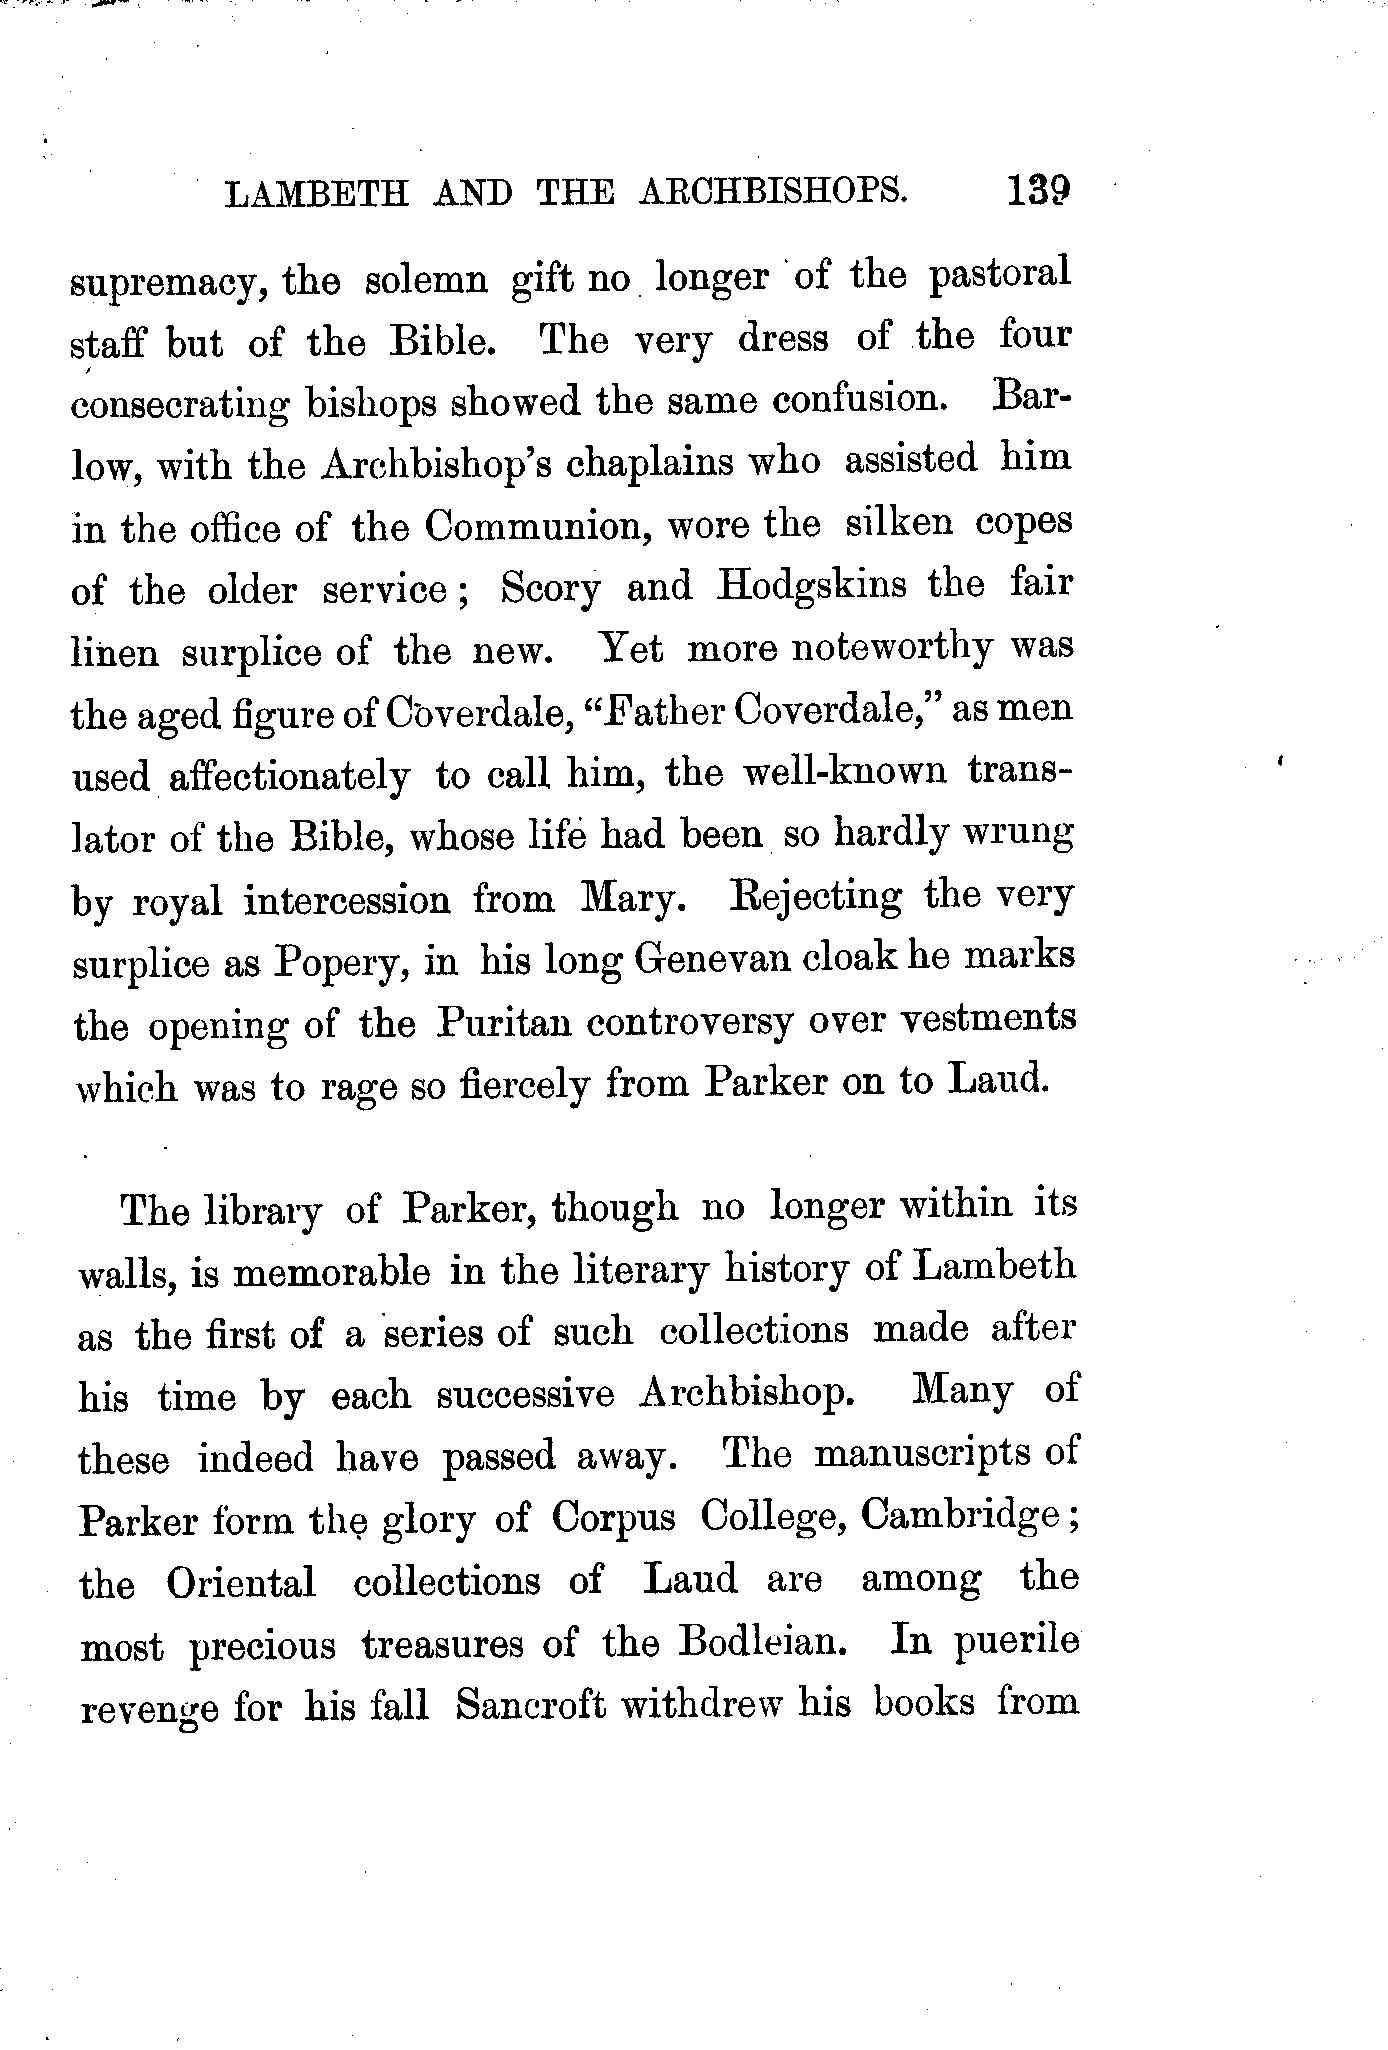 LAMBETH AND THE ARCHBISHOPS. 139
supremacy, the solemn gift no longer of the pastoral
staff but of the Bible. The very dress of the four
consecrating bishops showed the same confusion. Bar-
low, with the Archbishop's chaplains who assisted him
in the office of the Communion, wore the silken copes
of the older service; Scory and Hodgskins the fair
linen surplice of the new. Yet more noteworthy was
the aged figure of Coverdale, "Father Coverdale," as men
used affectionately to call him, the well-known trans-
lator of the Bible, whose life had been so hardly wrung
by royal intercession from Mary. Rejecting the very
surplice as Popery, in his long Genevan cloak he marks
the opening of the Puritan controversy over vestments
which was to rage so fiercely from Parker on to Laud.
The library of Parker, though no longer within its
walls, is memorable in the literary history of Lambeth
as the first of a series of such collections made after
his time by each successive Archbishop. Many of
these indeed have passed away. The manuscripts of
Parker form the glory of Corpus College, Cambridge;
the Oriental collections of Laud are among the
most precious treasures of the Bodleian. In puerile
revenge for his fall Sancroft withdrew his books from